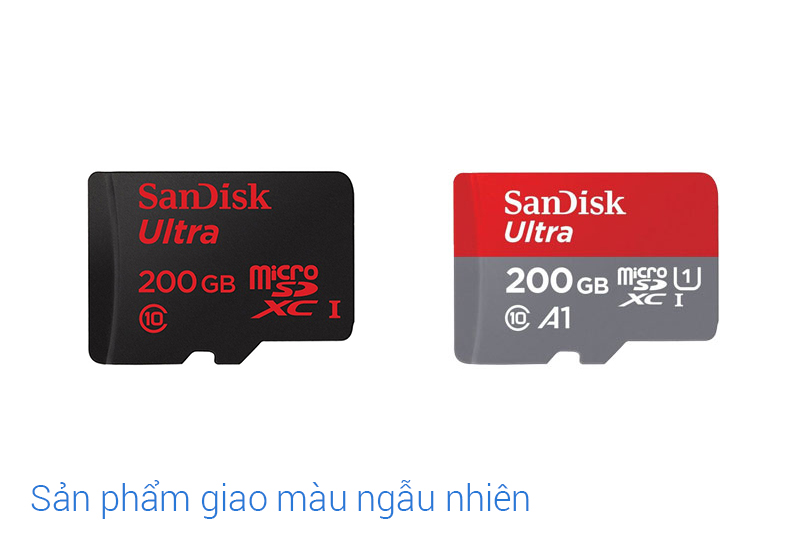 SanDisk
Ultra
200 GB
micro SD XC I
10
SanDisk
Ultra
200 GB
micro SD XC I U1
10 A1
Sản phẩm giao màu ngẫu nhiên